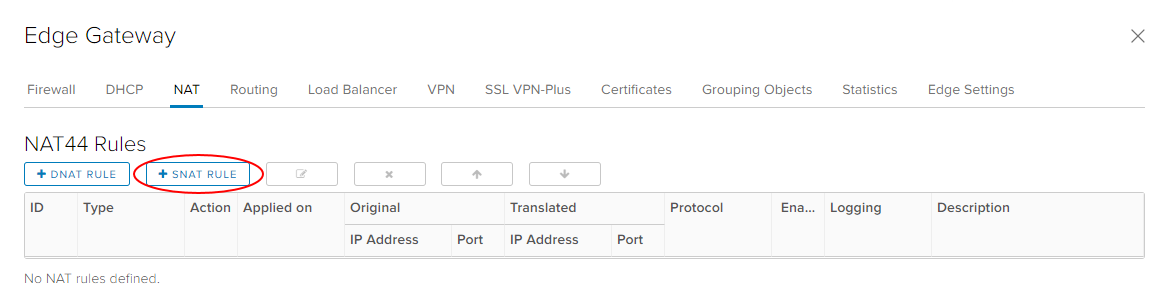 Edge Gateway
Firewall DHCP NAT Routing Load Balancer VPN SSL VPN-Plus Certificates Grouping Objects Statistics Edge Settings
NAT44 Rules
+ DNAT RULE + SNAT RULE
ID Type Action Applied on Original Translated Protocol Ena... Logging Description
IP Address Port IP Address Port
No NAT rules defined.